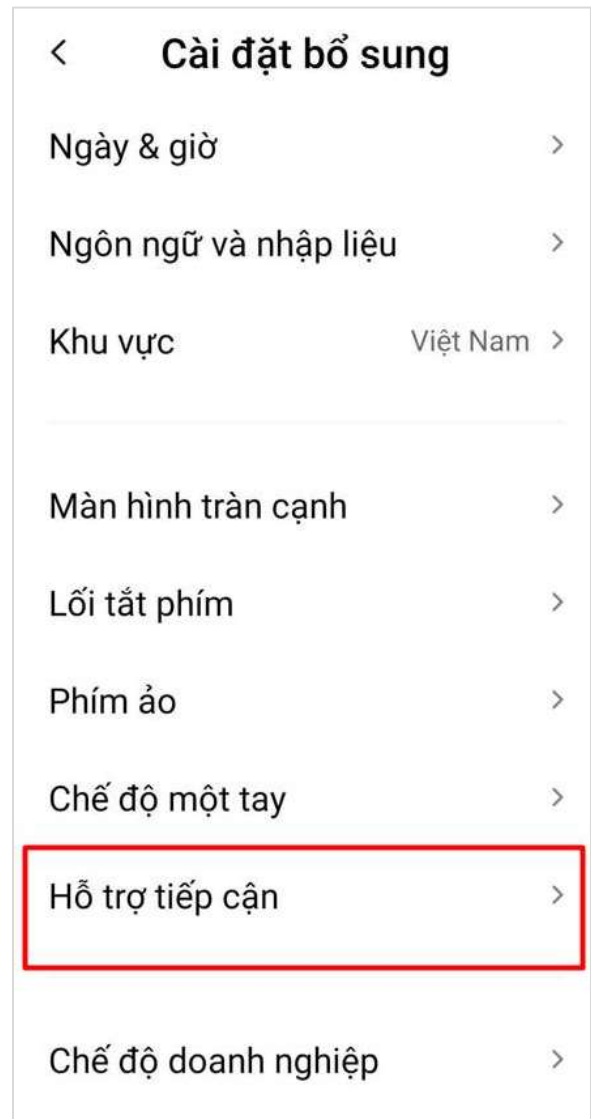 Cài đặt bổ sung
Ngày & giờ
Ngôn ngữ và nhập liệu
Khu vực Việt Nam
Màn hình tràn cạnh
Lối tắt phím
Phím ảo
Chế độ một tay
Hỗ trợ tiếp cận
Chế độ doanh nghiệp